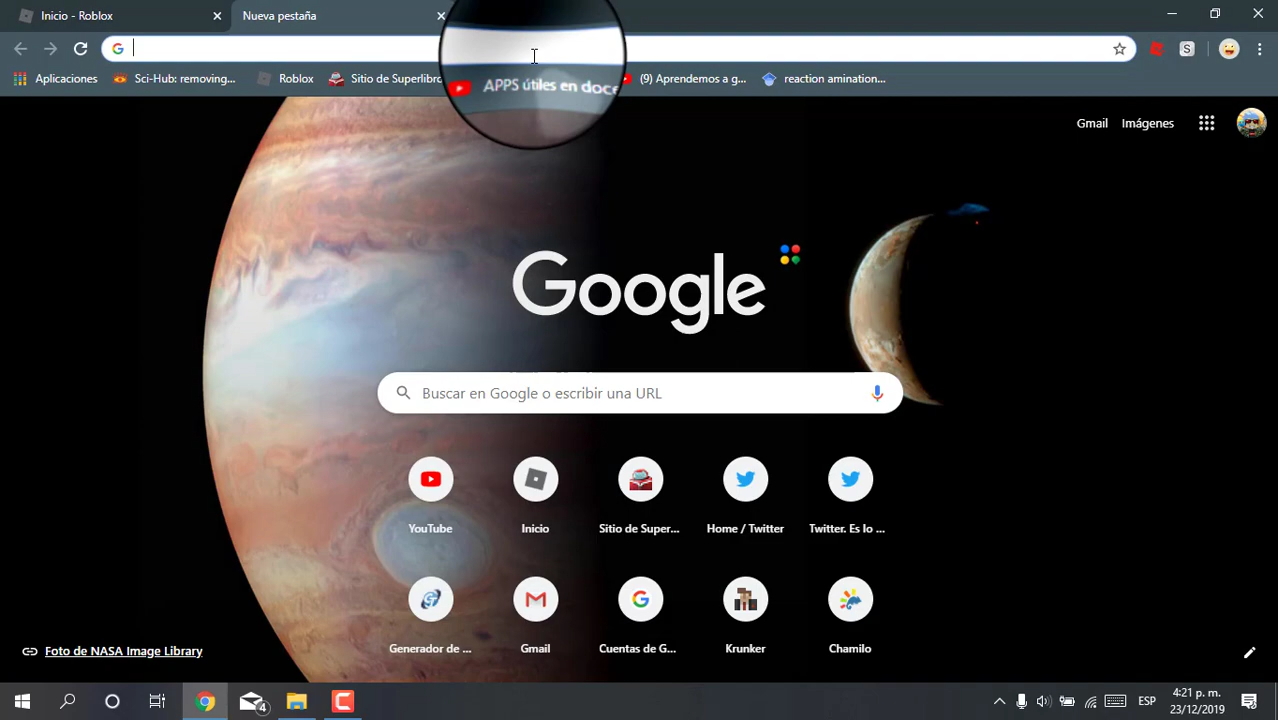 Inicio - Roblox
Nueva pestaña
Aplicaciones
Sci-Hub: removing...
Roblox
Sitio de Superlibro
APPS útiles en doce
(9) Aprendemos a g...
reaction amination...
Gmail
Imágenes
Google
Buscar en Google o escribir una URL
YouTube
Inicio
Sitio de Super...
Home / Twitter
Twitter. Es lo ...
Generador de ...
Gmail
Cuentas de G...
Krunker
Chamilo
Foto de NASA Image Library
4
ESP
4:21 p. m.
23/12/2019